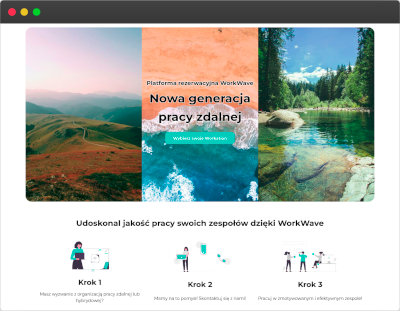 Platforma rezerwacyjna WorkWave
Nowa generacja
pracy zdalnej
Wybierz swoje Workation
Udoskonal jakość pracy swoich zespołów dzięki WorkWave
Krok 1
Masz wyzwania z organizacją pracy zdalnej lub
hybrydowej?
Krok 2
Mamy na to pomysł! Skontaktuj się z nami!
Krok 3
Pracuj w zmotywowanym i efektywnym zespole!